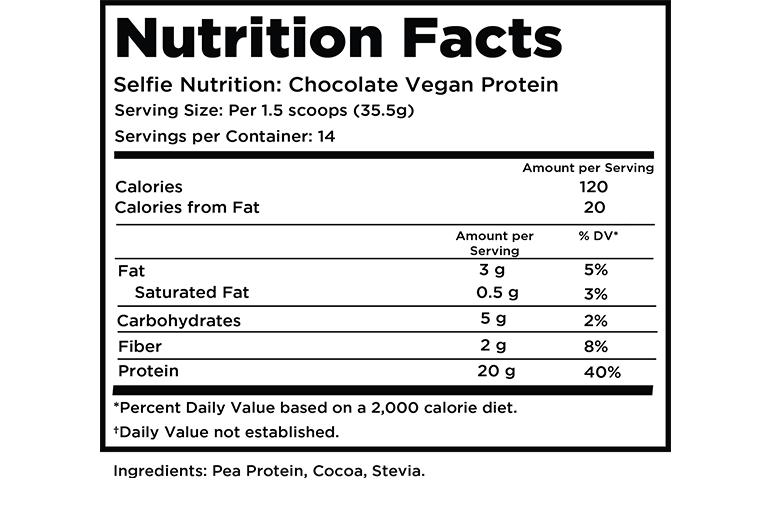 Nutrition Facts
Selfie Nutrition: Chocolate Vegan Protein
Serving Size: Per 1.5 scoops (35.5g)
Servings per Container: 14
Amount per Serving
Calories 120
Calories from Fat 20
Amount per Serving % DV*
Fat 3 g 5%
Saturated Fat 0.5 g 3%
Carbohydrates 5 g 2%
Fiber 2 g 8%
Protein 20 g 40%
*Percent Daily Value based on a 2,000 calorie diet.
†Daily Value not established.
Ingredients: Pea Protein, Cocoa, Stevia.